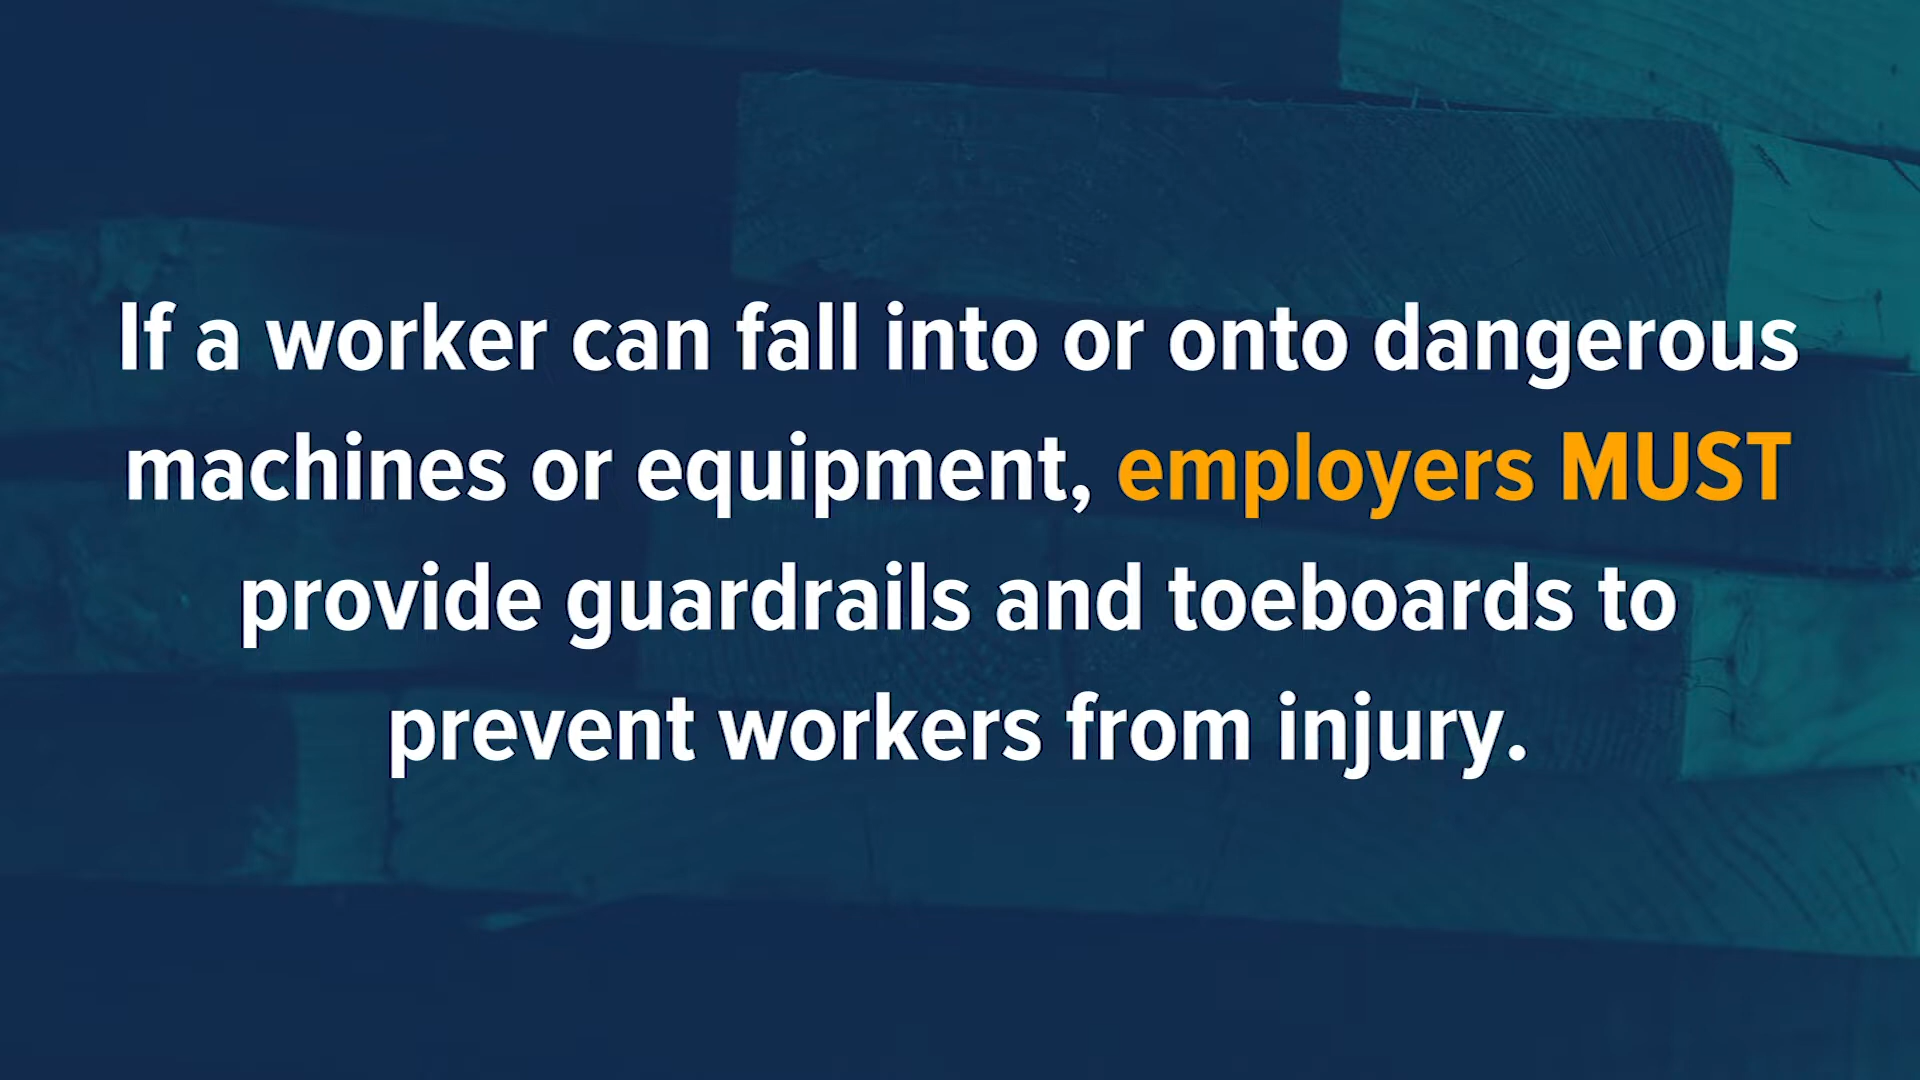 If a worker can fall into or onto dangerous
machines or equipment, employers MUST
provide guardrails and toeboards to
prevent workers from injury.